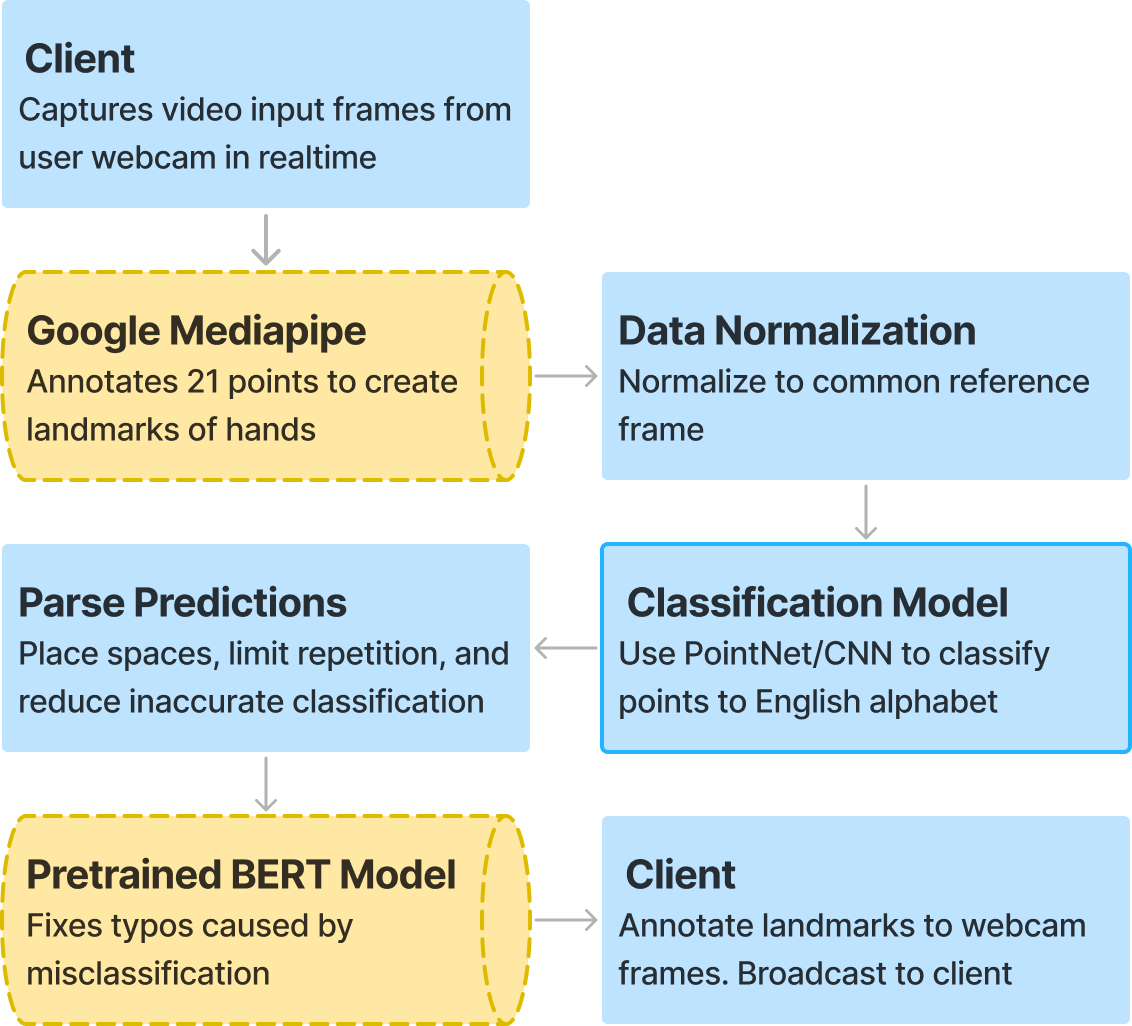 Client
Captures video input frames from
user webcam in realtime
Google Mediapipe
Annotates 21 points to create
landmarks of hands
Data Normalization
Normalize to common reference
frame
Classification Model
Use PointNet/CNN to classify
points to English alphabet
Parse Predictions
Place spaces, limit repetition, and
reduce inaccurate classification
Pretrained BERT Model
Fixes typos caused by
misclassification
Client
Annotate landmarks to webcam
frames. Broadcast to client